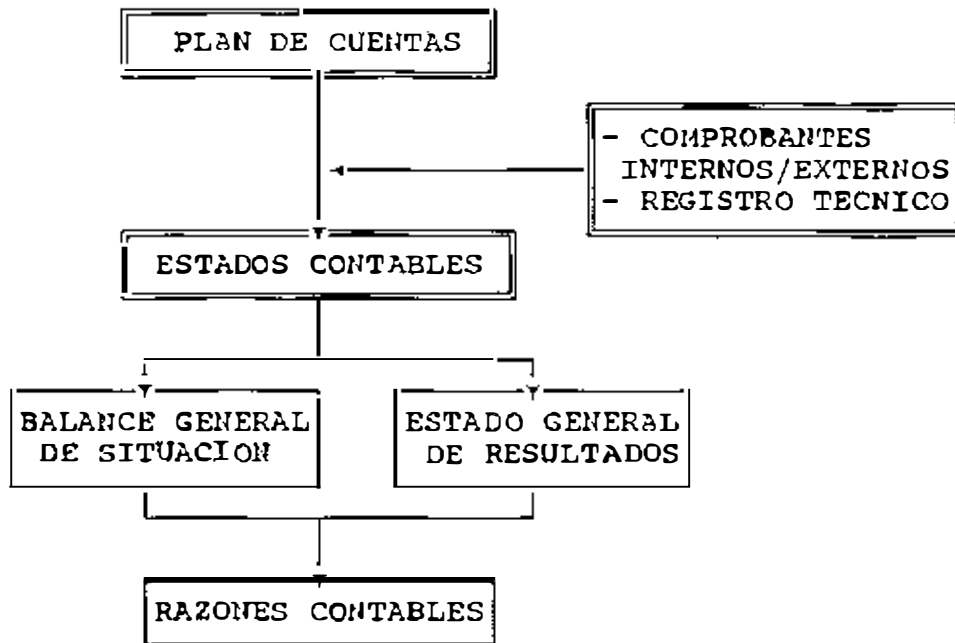 PLAN DE CUENTAS
- COMPROBANTES
INTERNOS/EXTERNOS
- REGISTRO TECNICO
ESTADOS CONTABLES
BALANCE GENERAL
DE SITUACION
ESTADO GENERAL
DE RESULTADOS
RAZONES CONTABLES